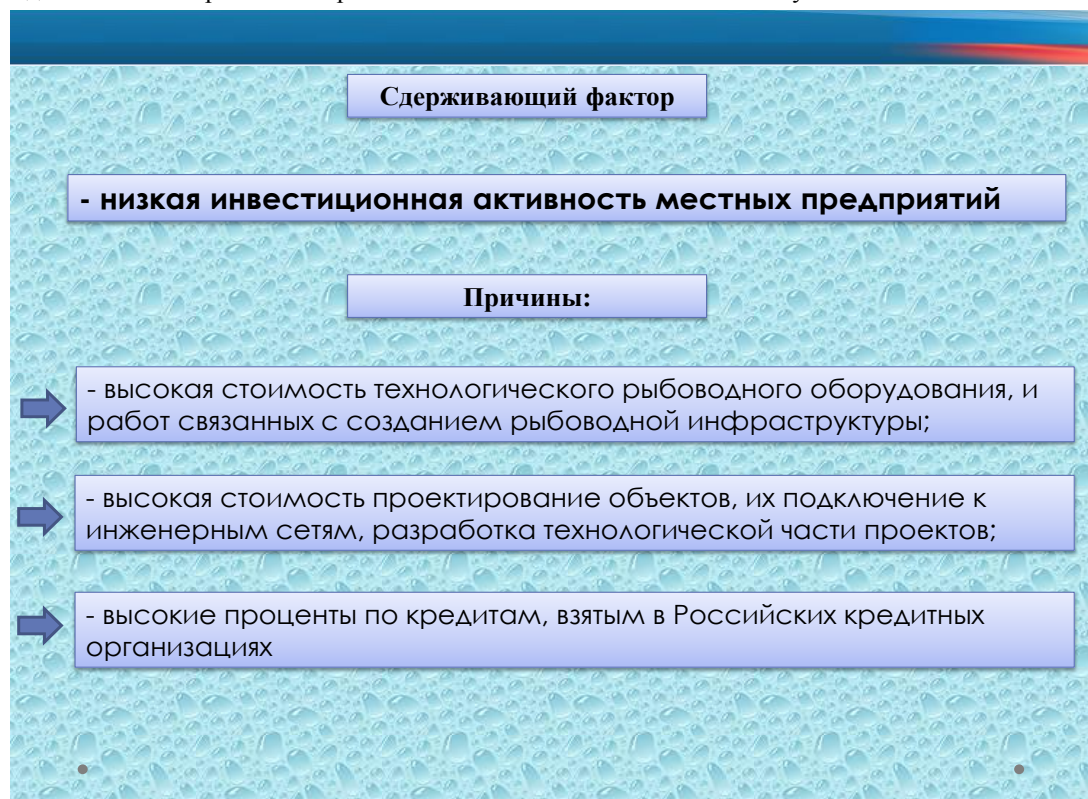 Сдерживающий фактор
- низкая инвестиционная активность местных предприятий
Причины:
- высокая стоимость технологического рыбоводного оборудования, и
работ связанных с созданием рыбоводной инфраструктуры;
- высокая стоимость проектирование объектов, их подключение к
инженерным сетям, разработка технологической части проектов;
- высокие проценты по кредитам, взятым в Российских кредитных
организациях